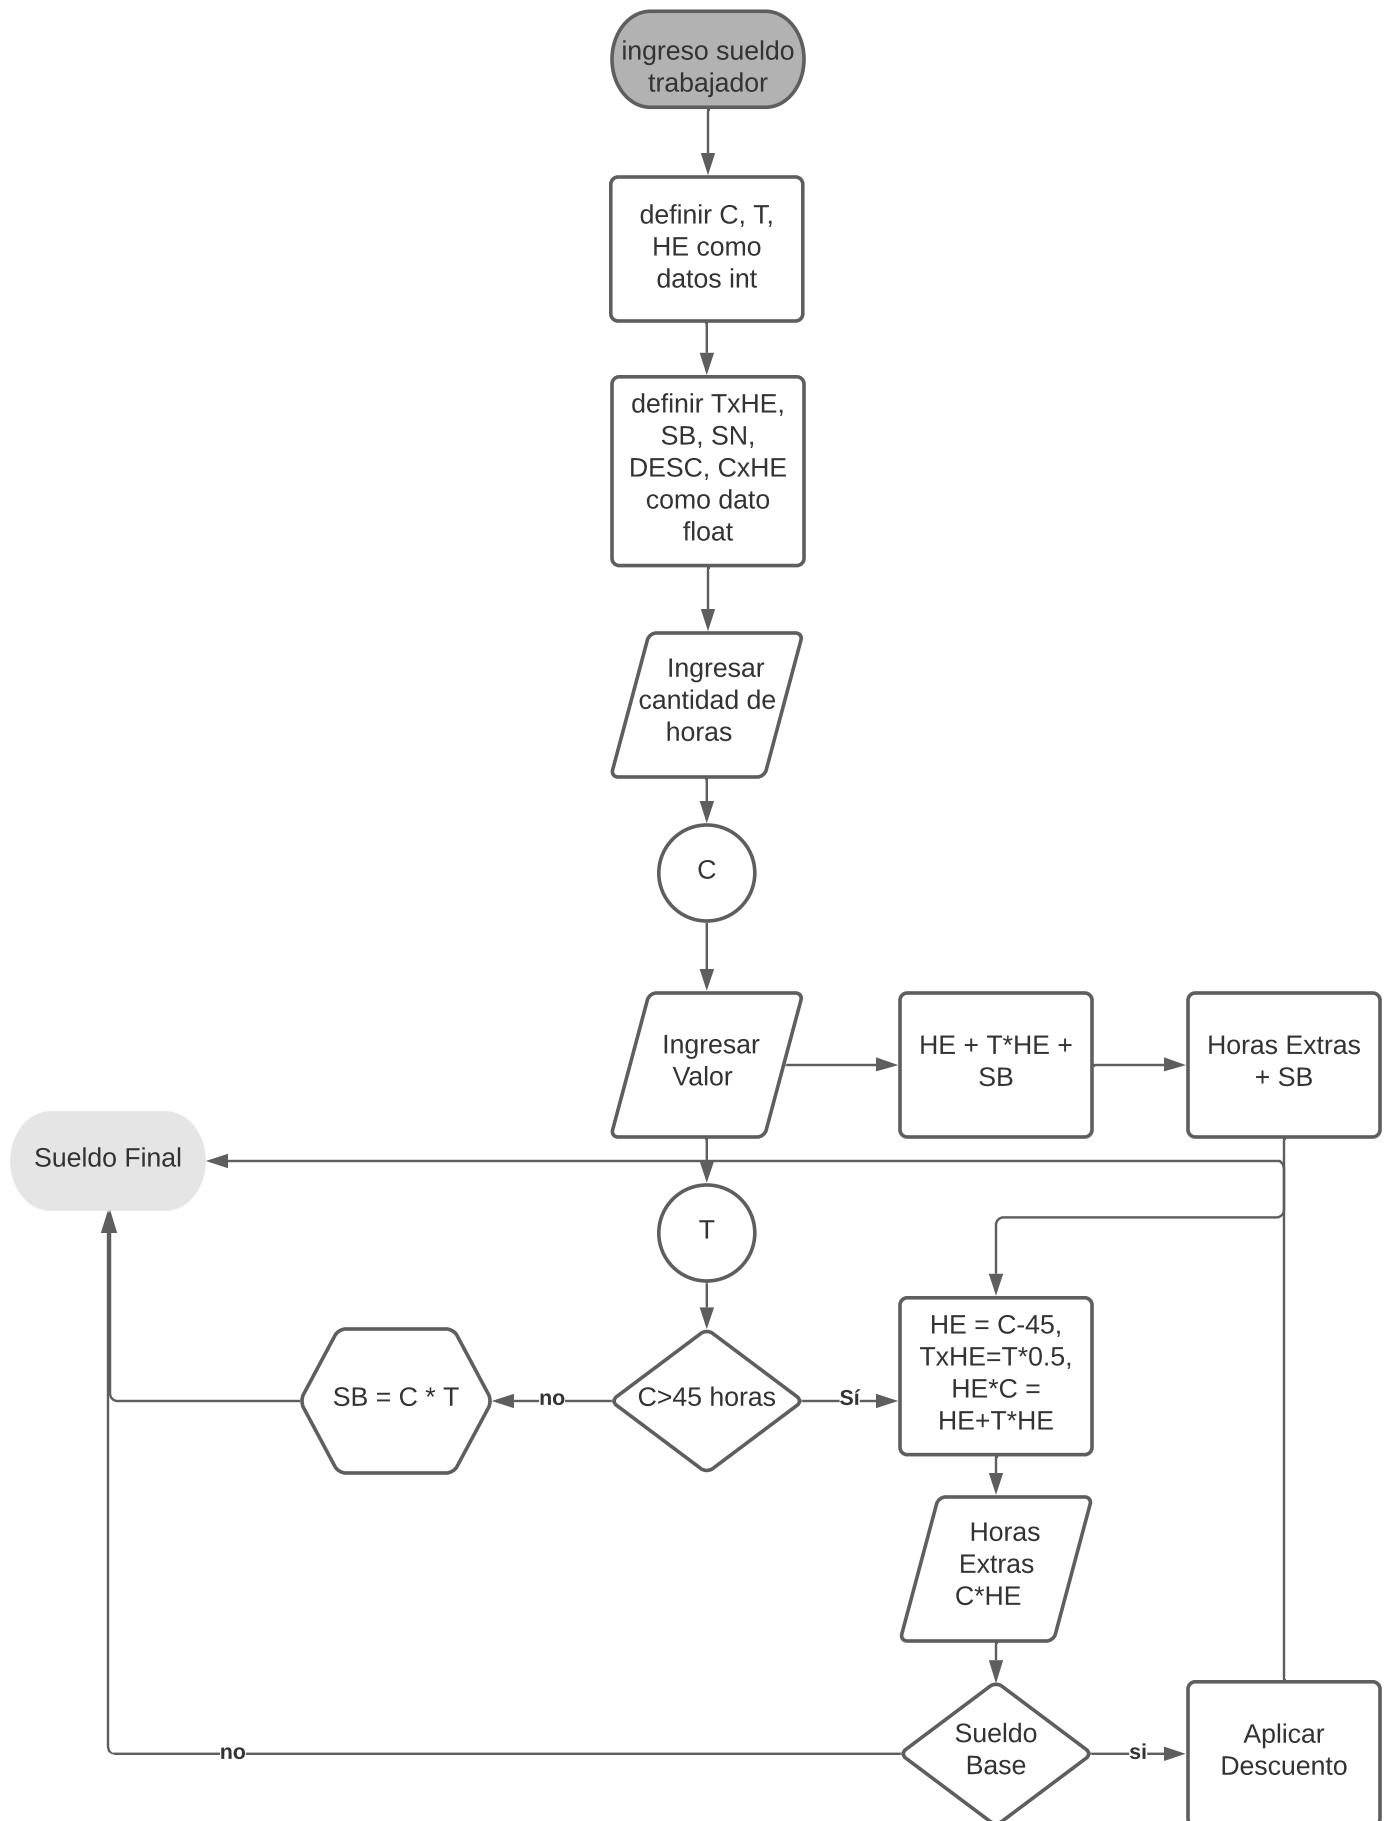 ingreso sueldo
trabajador
definir C, T,
HE como
datos int
definir TxHE,
SB, SN,
DESC, CxHE
como dato
float
Ingresar
cantidad de
horas
C
Ingresar
Valor
HE + T*HE +
SB
Horas Extras
+ SB
Sueldo Final
T
SB = C * T
no
C>45 horas
Sí
HE = C-45,
TxHE=T*0.5,
HE*C =
HE+T*HE
Horas
Extras
C*HE
no
Sueldo
Base
si
Aplicar
Descuento